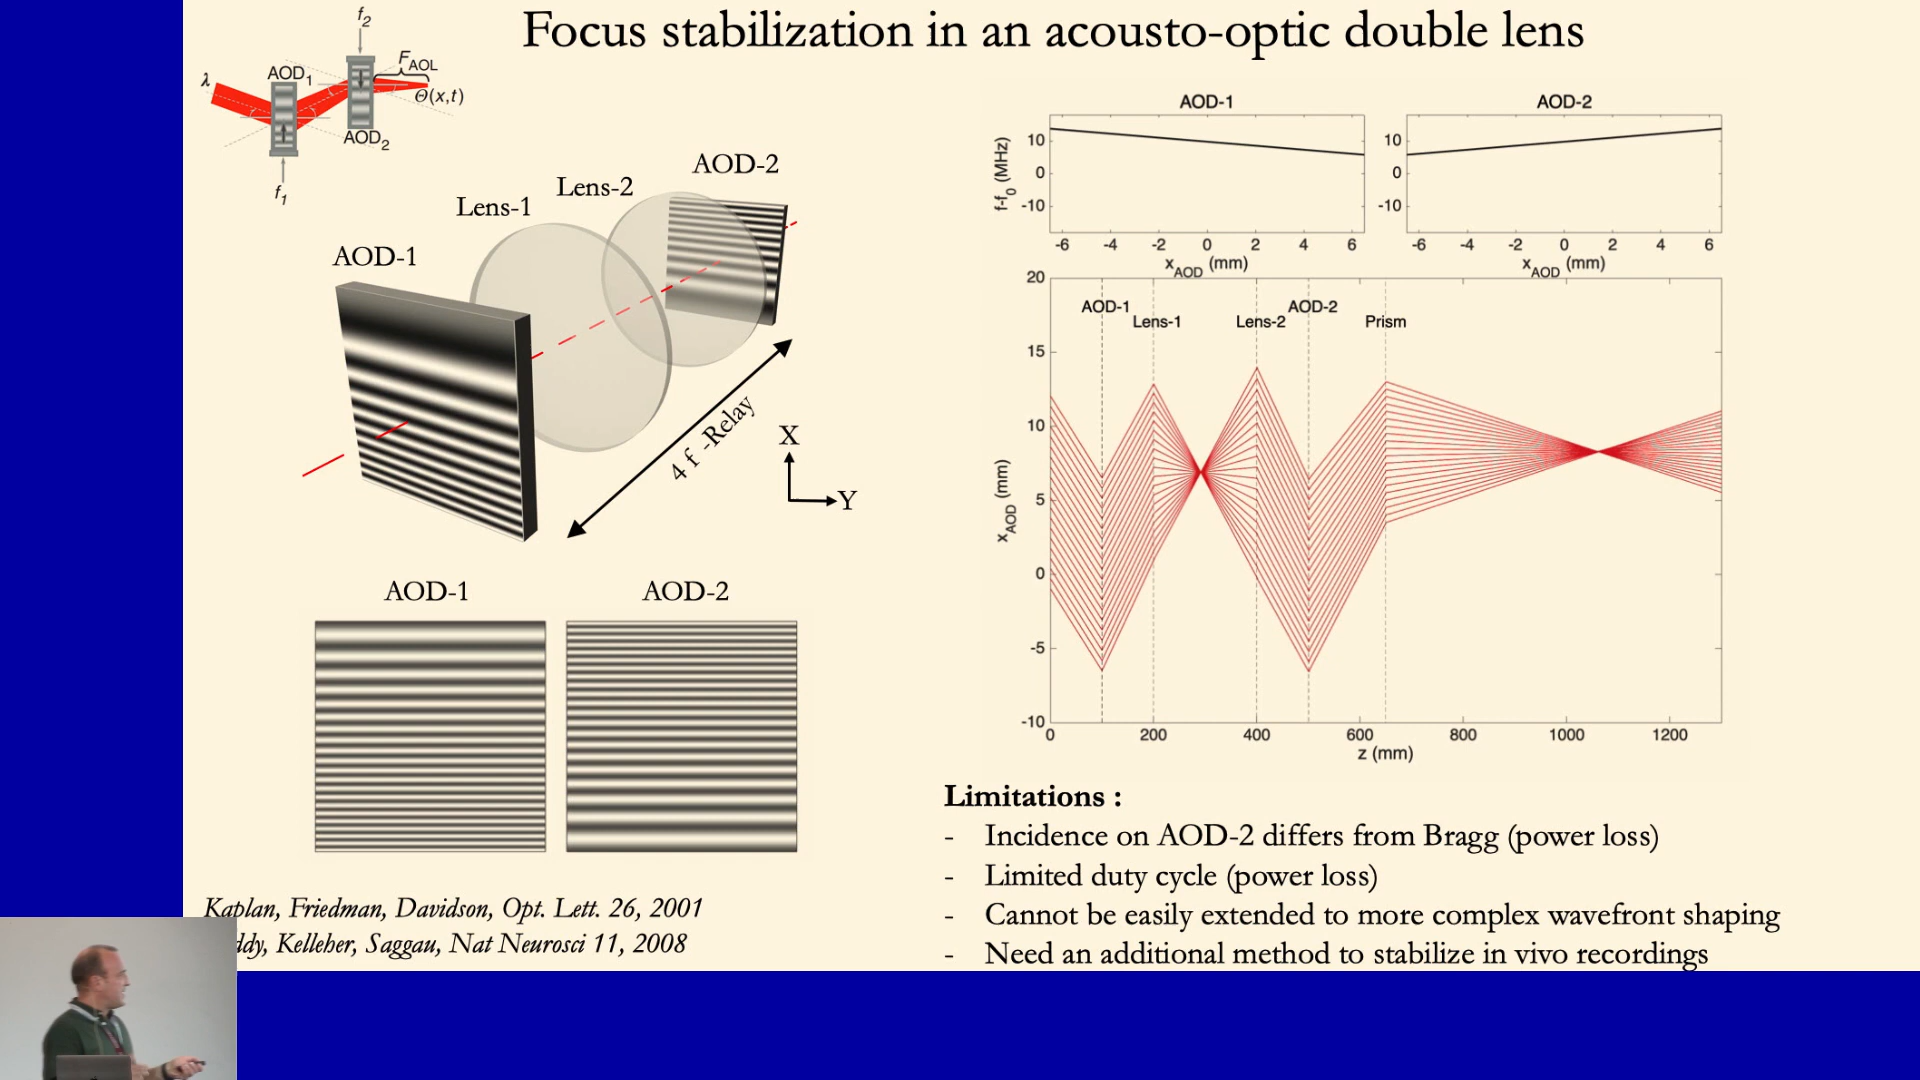 Focus stabilization in an acousto-optic double lens
f2
λ
AOD1
FAOL
Θ(x,t)
AOD2
f1
AOD-2
Lens-2
Lens-1
AOD-1
4 f -Relay
X
Y
AOD-1 AOD-2
Kaplan, Friedman, Davidson, Opt. Lett. 26, 2001
ddy, Kelleher, Saggau, Nat Neurosci 11, 2008
AOD-1 AOD-2
f-f0 (MHz)
10 10
0 0
-10 -10
-6 -4 -2 0 2 4 6 -6 -4 -2 0 2 4 6
xAOD (mm) xAOD (mm)
20
AOD-1 AOD-2
Lens-1 Lens-2 Prism
15
10
xAOD (mm)
5
0
-5
-10
0 200 400 600 800 1000 1200
z (mm)
Limitations :
- Incidence on AOD-2 differs from Bragg (power loss)
- Limited duty cycle (power loss)
- Cannot be easily extended to more complex wavefront shaping
- Need an additional method to stabilize in vivo recordings